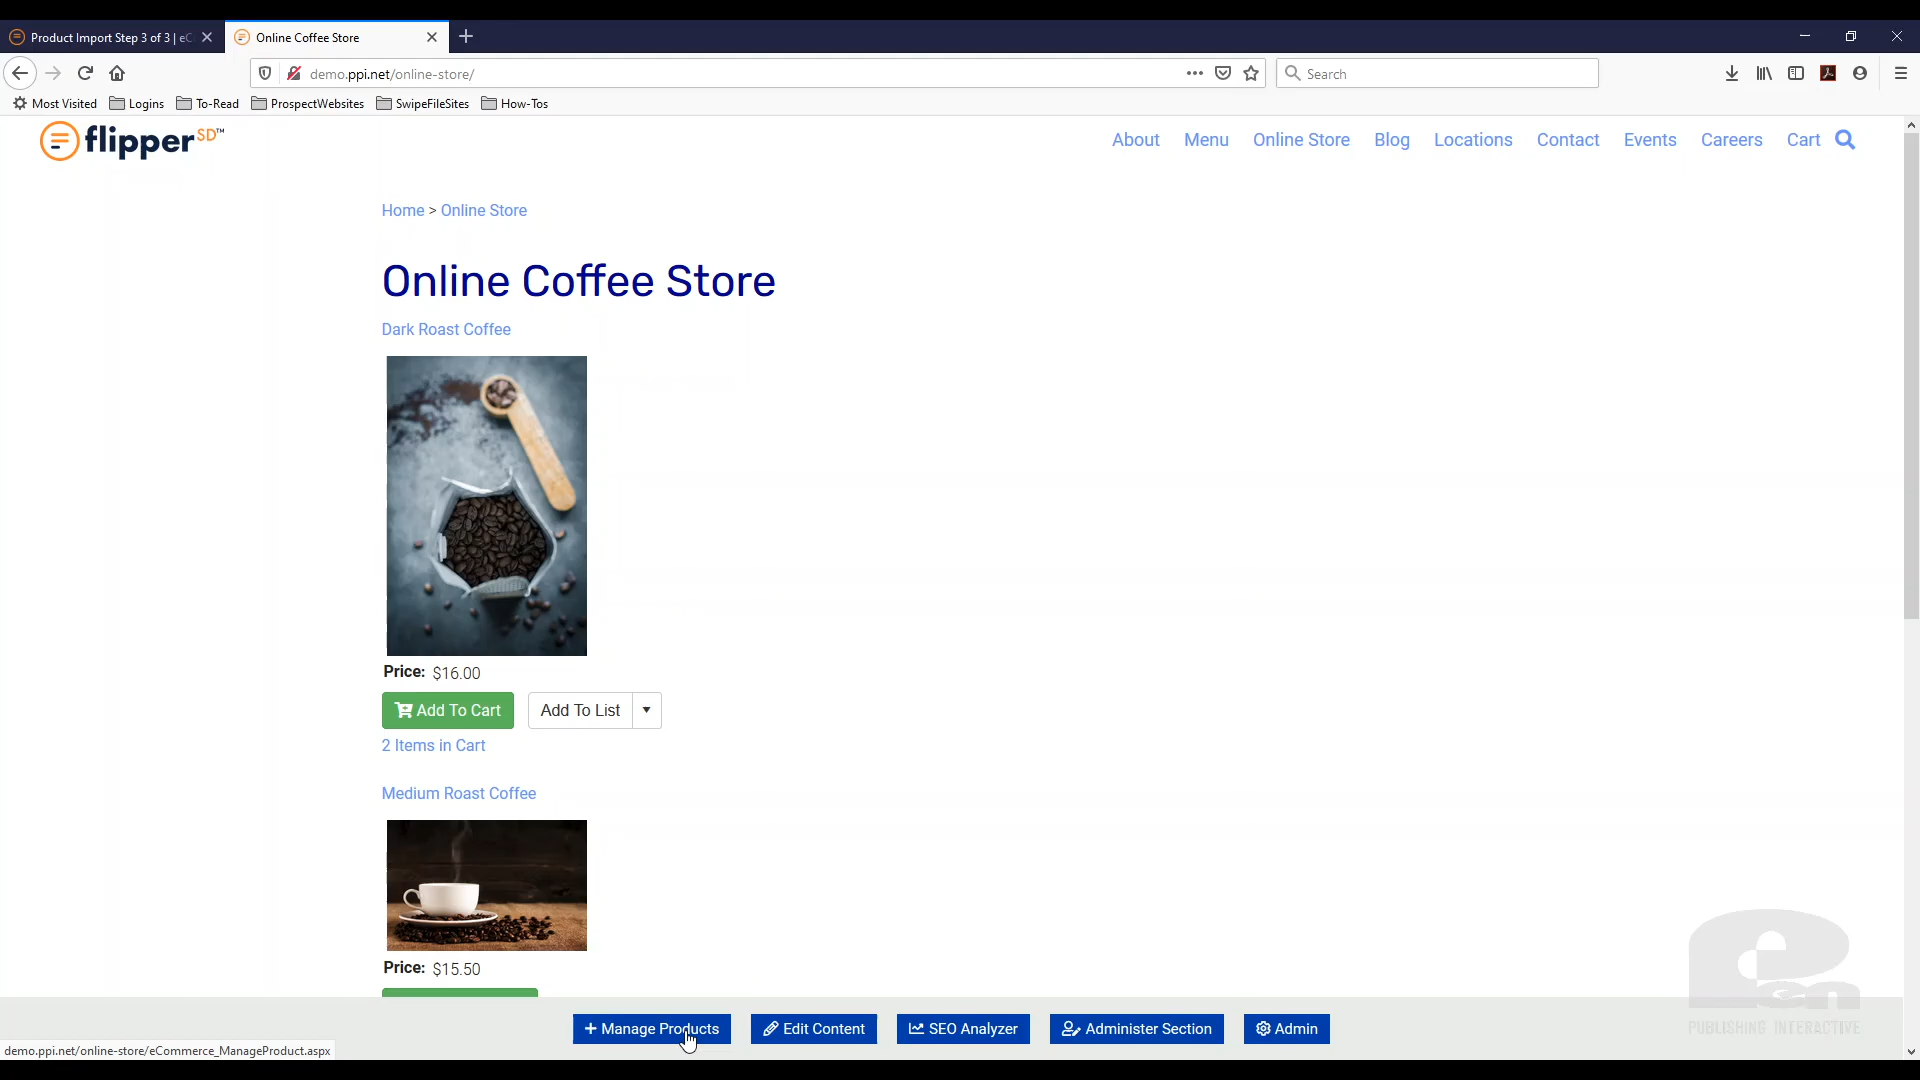 Product Import Step 3 of 3 | eC
Online Coffee Store
demo.ppi.net/online-store/
Search
Most Visited
Logins
To-Read
ProspectWebsites
SwipeFileSites
How-Tos
flipper SD™
About
Menu
Online Store
Blog
Locations
Contact
Events
Careers
Cart
Home > Online Store
Online Coffee Store
Dark Roast Coffee
Price: $16.00
Add To Cart
Add To List
2 Items in Cart
Medium Roast Coffee
Price: $15.50
+ Manage Products
Edit Content
SEO Analyzer
Administer Section
Admin
PUBLISHING INTERACTIVE
demo.ppi.net/online-store/eCommerce_ManageProduct.aspx